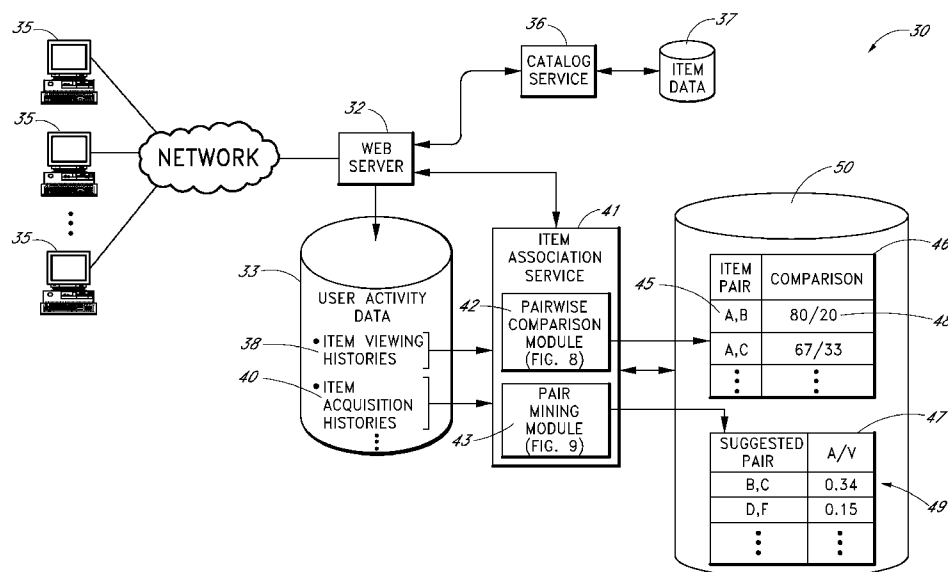 35
36
37
30
CATALOG
SERVICE
ITEM
DATA
35
32
NETWORK
WEB
SERVER
35
50
41
33
USER ACTIVITY
DATA
• ITEM VIEWING
HISTORIES
38
• ITEM
ACQUISITION
HISTORIES
40
ITEM
ASSOCIATION
SERVICE
42
PAIRWISE
COMPARISON
MODULE
(FIG. 8)
PAIR
MINING
MODULE
(FIG. 9)
43
46
ITEM
PAIR
COMPARISON
45
A,B
80/20
48
A,C
67/33
47
SUGGESTED
PAIR
A/V
B,C
0.34
D,F
0.15
49